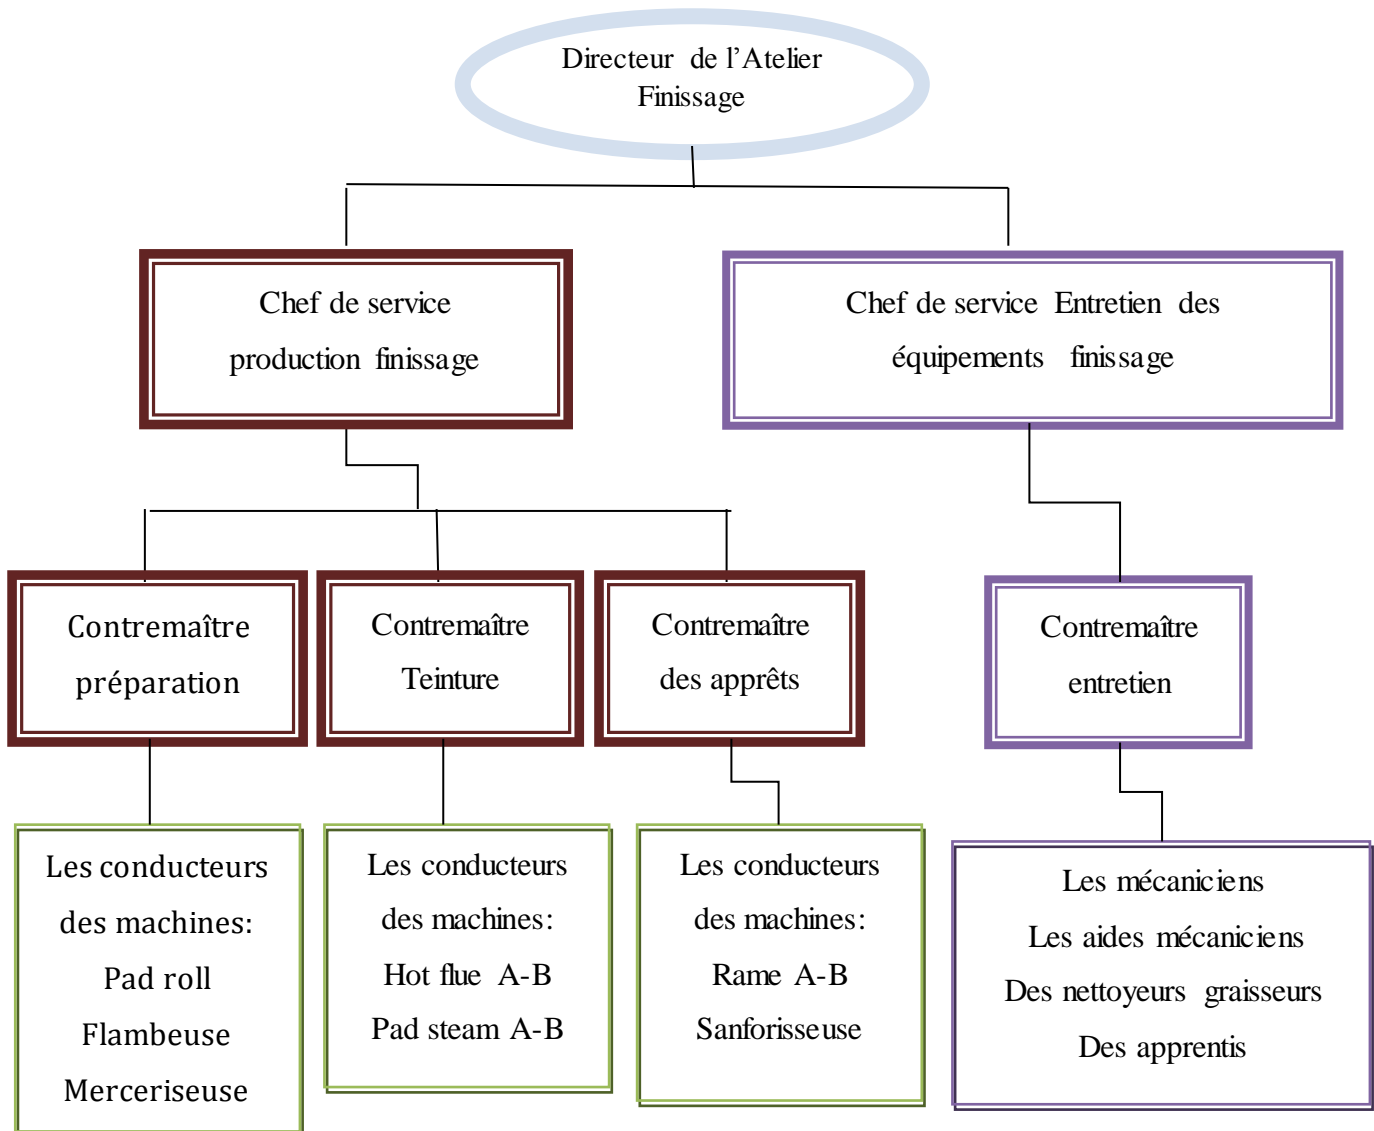 Directeur de l’Atelier
Finissage
Chef de service
production finissage
Chef de service Entretien des
équipements finissage
Contremaître
préparation
Contremaître
Teinture
Contremaître
des apprêts
Contremaître
entretien
Les conducteurs
des machines:
Pad roll
Flambeuse
Merceriseuse
Les conducteurs
des machines:
Hot flue A-B
Pad steam A-B
Les conducteurs
des machines:
Rame A-B
Sanforisseuse
Les mécaniciens
Les aides mécaniciens
Des nettoyeurs graisseurs
Des apprentis